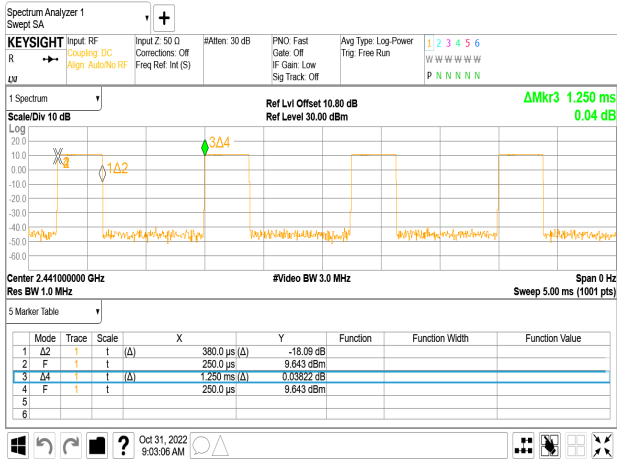 Spectrum Analyzer 1
Swept SA
KEYSIGHT Input: RF Input Z: 50 Ω #Atten: 30 dB PNO: Fast Avg Type: Log-Power 1 2 3 4 5 6
R Coupling: DC Corrections: Off Gate: Off Trig: Free Run W W W W W W
Align: Auto/No RF Freq Ref: Int (S) IF Gain: Low P N N N N N
LXI Sig Track: Off
1 Spectrum Ref Lvl Offset 10.80 dB ΔMkr3 1.250 ms
Scale/Div 10 dB Ref Level 30.00 dBm 0.04 dB
Log
20.0 3Δ4
10.0
0.00 1Δ2
-10.0
-20.0
-30.0
-40.0
-50.0
-60.0
Center 2.441000000 GHz #Video BW 3.0 MHz Span 0 Hz
Res BW 1.0 MHz Sweep 5.00 ms (1001 pts)
5 Marker Table
Mode Trace Scale X Y Function Function Width Function Value
1 Δ2 1 t (Δ) 380.0 µs (Δ) -18.09 dB
2 F 1 t 250.0 µs 9.643 dBm
3 Δ4 1 t (Δ) 1.250 ms (Δ) 0.03822 dB
4 F 1 t 250.0 µs 9.643 dBm
5
6
? Oct 31, 2022
9:03:06 AM